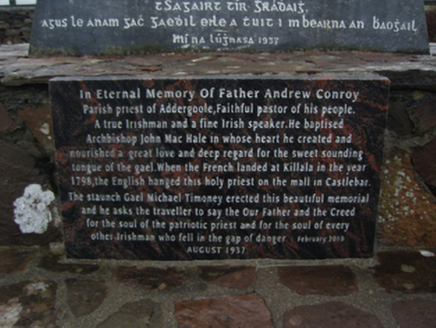 tSAGAIRT TÍR-ĠRÁDAIĠ,
AGUS LE ANAM GAĊ GAEḊIL EILE A TUIT I mBEARNA AN ḂAOĠAIL
MÍ NA LÚĠNASA 1937
In Eternal Memory Of Father Andrew Conroy
Parish priest of Addergoole,Faithful pastor of his people.
A true Irishman and a fine Irish speaker.He baptised
Archbishop John Mac Hale in whose heart he created and
nourished a great love and deep regard for the sweet sounding
tongue of the gael.When the French landed at Killala in the year
1798,the English hanged this holy priest on the mall in Castlebar.
The staunch Gael Michael Timoney erected this beautiful memorial
and he asks the traveller to say the Our Father and the Creed
for the soul of the patriotic priest and for the soul of every
other Irishman who fell in the gap of danger February 2010
AUGUST 1937